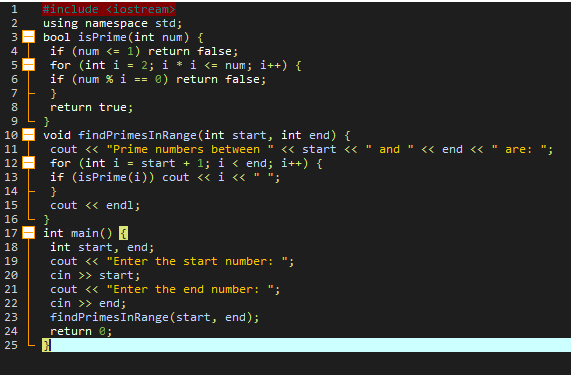 1 #include <iostream>
2 using namespace std;
3 bool isPrime(int num) {
4 if (num <= 1) return false;
5 for (int i = 2; i * i <= num; i++) {
6 if (num % i == 0) return false;
7 }
8 return true;
9 }
10 void findPrimesInRange(int start, int end) {
11 cout << "Prime numbers between " << start << " and " << end << " are: ";
12 for (int i = start + 1; i < end; i++) {
13 if (isPrime(i)) cout << i << " ";
14 }
15 cout << endl;
16 }
17 int main() {
18 int start, end;
19 cout << "Enter the start number: ";
20 cin >> start;
21 cout << "Enter the end number: ";
22 cin >> end;
23 findPrimesInRange(start, end);
24 return 0;
25 }